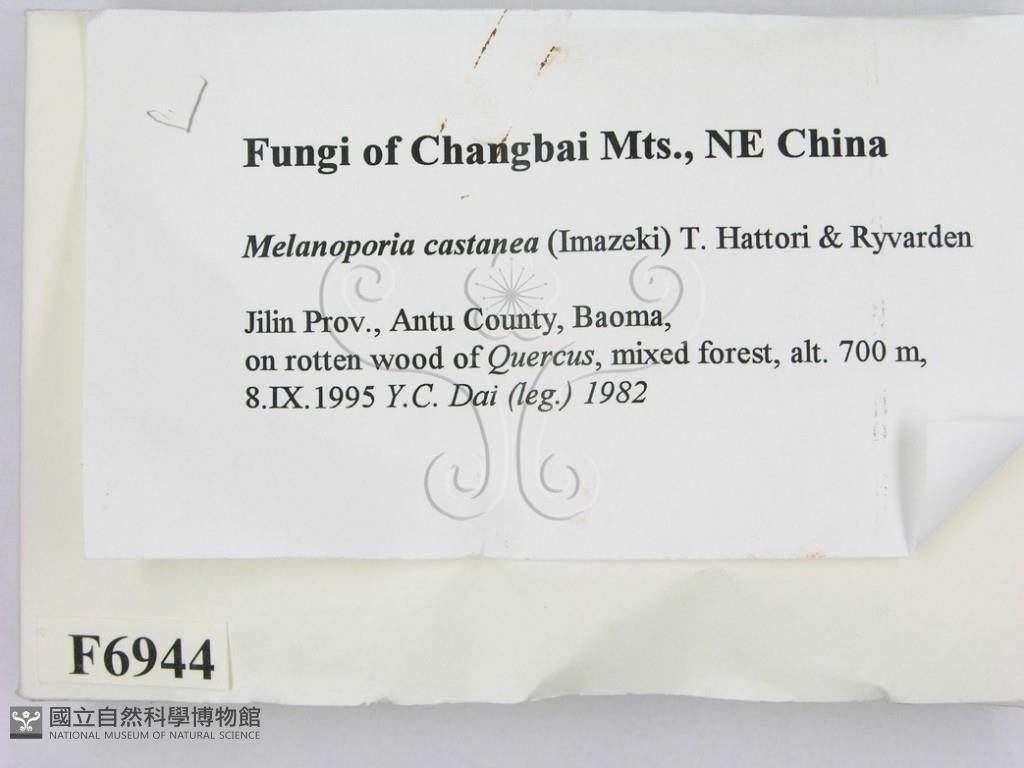 Fungi of Changbai Mts., NE China
Melanoporia castanea (Imazeki) T. Hattori & Ryvarden
Jilin Prov., Antu County, Baoma,
on rotten wood of Quercus, mixed forest, alt. 700 m,
8.IX.1995 Y.C. Dai (leg.) 1982
F6944
國立自然科學博物館
NATIONAL MUSEUM OF NATURAL SCIENCE